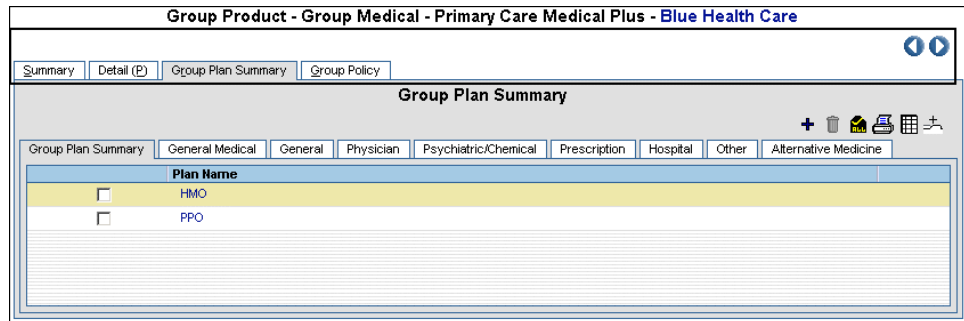 Group Product - Group Medical - Primary Care Medical Plus - Blue Health Care
Summary Detail (P) Group Plan Summary Group Policy
Group Plan Summary
ALL
Group Plan Summary General Medical General Physician Psychiatric/Chemical Prescription Hospital Other Alternative Medicine
Plan Name
HMO
PPO